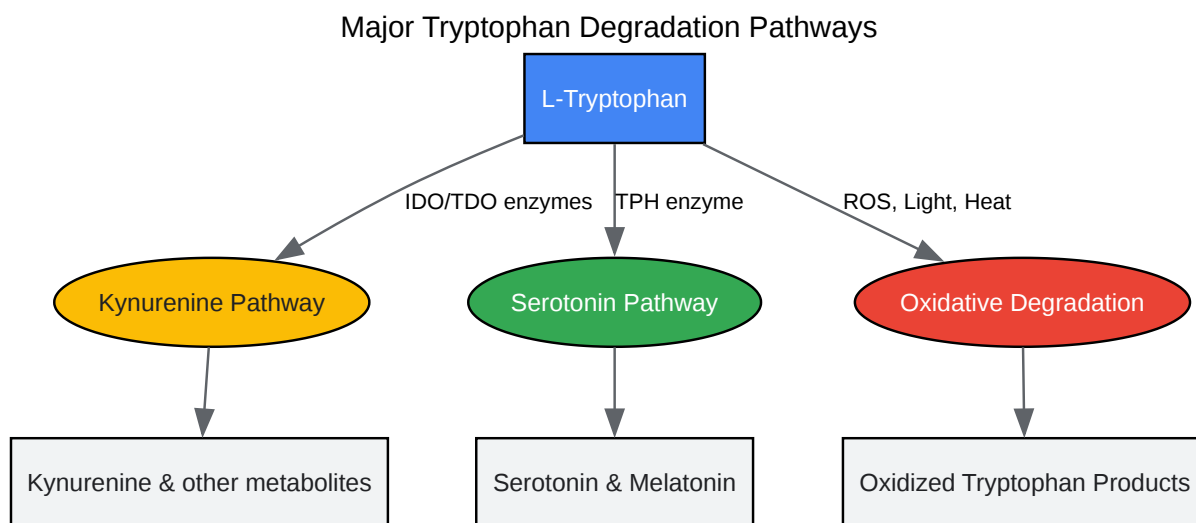 Major Tryptophan Degradation Pathways
L-Tryptophan
IDO/TDO enzymes
TPH enzyme
ROS, Light, Heat
Kynurenine Pathway
Serotonin Pathway
Oxidative Degradation
Kynurenine & other metabolites
Serotonin & Melatonin
Oxidized Tryptophan Products